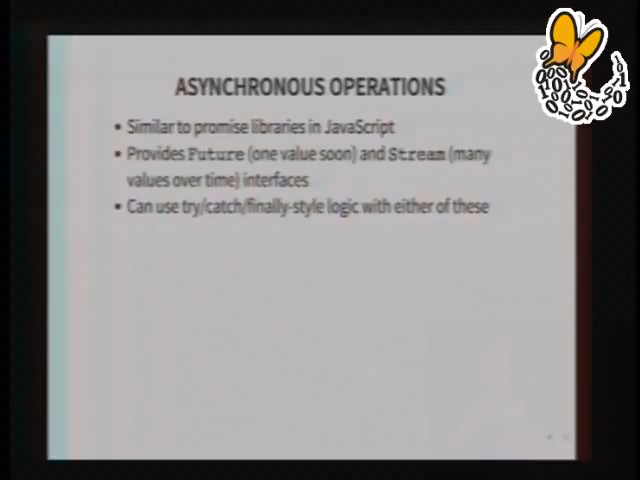 ASYNCHRONOUS OPERATIONS
▪ Similar to promise libraries in JavaScript
▪ Provides Future (one value soon) and Stream (many
values over time) interfaces
▪ Can use try/catch/finally-style logic with either of these